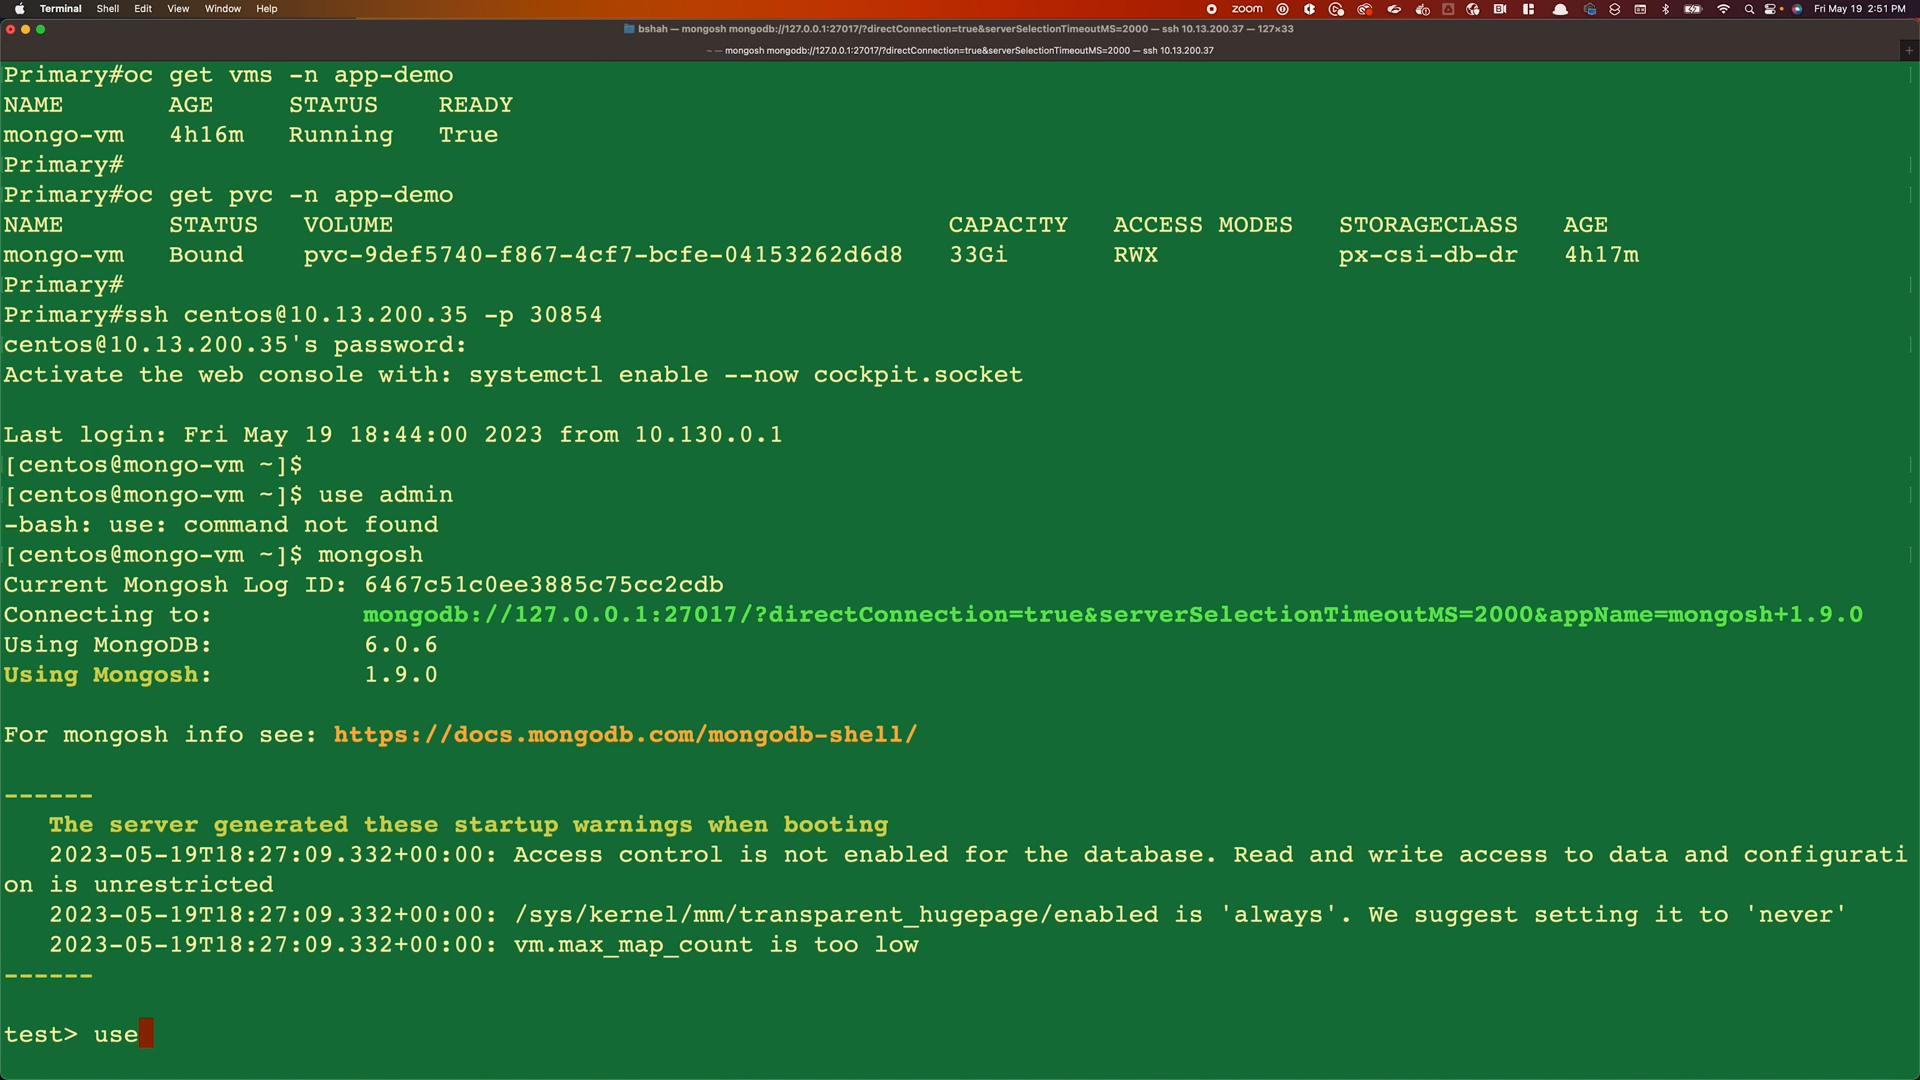 Terminal Shell Edit View Window Help zoom Fri May 19 2:51 PM
bshah — mongosh mongodb://127.0.0.1:27017/?directConnection=true&serverSelectionTimeoutMS=2000 — ssh 10.13.200.37 — 127×33
~ — mongosh mongodb://127.0.0.1:27017/?directConnection=true&serverSelectionTimeoutMS=2000 — ssh 10.13.200.37
Primary#oc get vms -n app-demo
NAME AGE STATUS READY
mongo-vm 4h16m Running True
Primary#
Primary#oc get pvc -n app-demo
NAME STATUS VOLUME CAPACITY ACCESS MODES STORAGECLASS AGE
mongo-vm Bound pvc-9def5740-f867-4cf7-bcfe-04153262d6d8 33Gi RWX px-csi-db-dr 4h17m
Primary#
Primary#ssh centos@10.13.200.35 -p 30854
centos@10.13.200.35's password:
Activate the web console with: systemctl enable --now cockpit.socket
Last login: Fri May 19 18:44:00 2023 from 10.130.0.1
[centos@mongo-vm ~]$
[centos@mongo-vm ~]$ use admin
-bash: use: command not found
[centos@mongo-vm ~]$ mongosh
Current Mongosh Log ID: 6467c51c0ee3885c75cc2cdb
Connecting to: mongodb://127.0.0.1:27017/?directConnection=true&serverSelectionTimeoutMS=2000&appName=mongosh+1.9.0
Using MongoDB: 6.0.6
Using Mongosh: 1.9.0
For mongosh info see: https://docs.mongodb.com/mongodb-shell/
------
The server generated these startup warnings when booting
2023-05-19T18:27:09.332+00:00: Access control is not enabled for the database. Read and write access to data and configurati
on is unrestricted
2023-05-19T18:27:09.332+00:00: /sys/kernel/mm/transparent_hugepage/enabled is 'always'. We suggest setting it to 'never'
2023-05-19T18:27:09.332+00:00: vm.max_map_count is too low
------
test> use